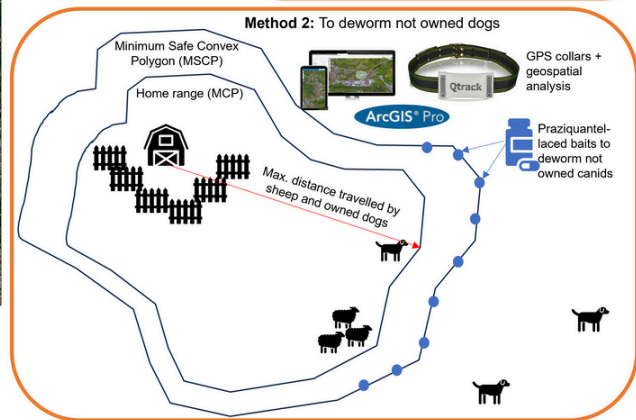 Method 2: To deworm not owned dogs
Minimum Safe Convex
Polygon (MSCP)
Home range (MCP)
GPS collars +
geospatial
analysis
Qtrack
ArcGIS® Pro
Praziquantel-
laced baits to
deworm not
owned canids
Max. distance travelled by
sheep and owned dogs